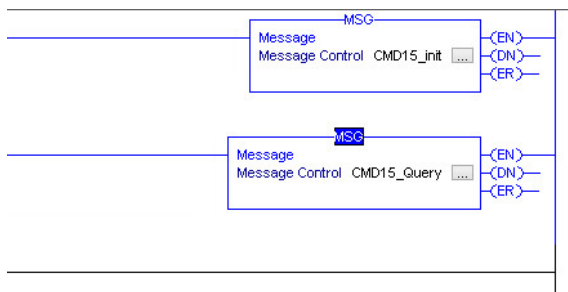 MSG
Message
Message Control CMD15_init ...
(EN)
(DN)
(ER)
MSG
Message
Message Control CMD15_Query ...
(EN)
(DN)
(ER)